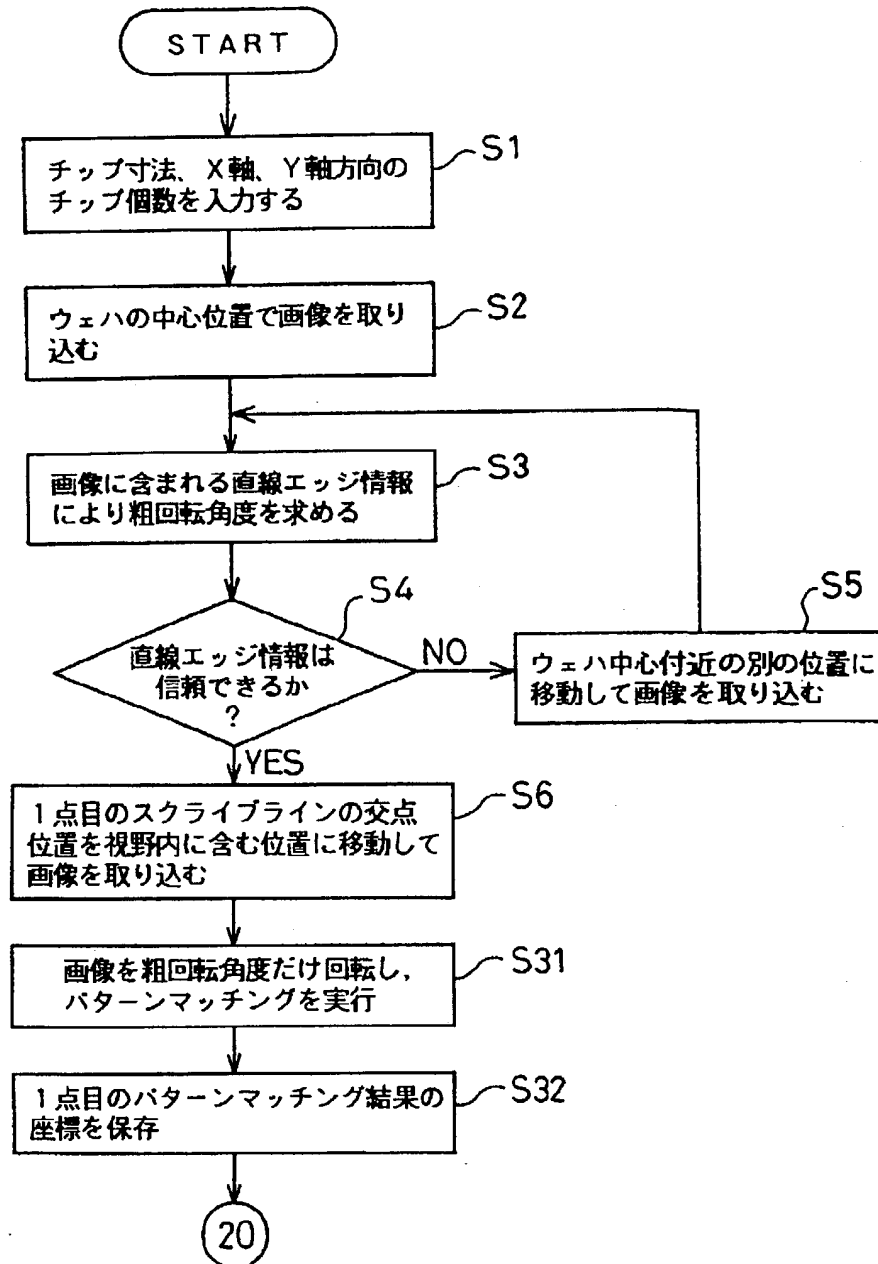 START
S1
チップ寸法、X軸、Y軸方向の
チップ個数を入力する
S2
ウェハの中心位置で画像を取り
込む
S3
画像に含まれる直線エッジ情報
により粗回転角度を求める
S4
直線エッジ情報は
信頼できるか
?
NO
YES
S5
ウェハ中心付近の別の位置に
移動して画像を取り込む
S6
1点目のスクライブラインの交点
位置を視野内に含む位置に移動して
画像を取り込む
S31
画像を粗回転角度だけ回転し,
パターンマッチングを実行
S32
1点目のパターンマッチング結果の
座標を保存
20